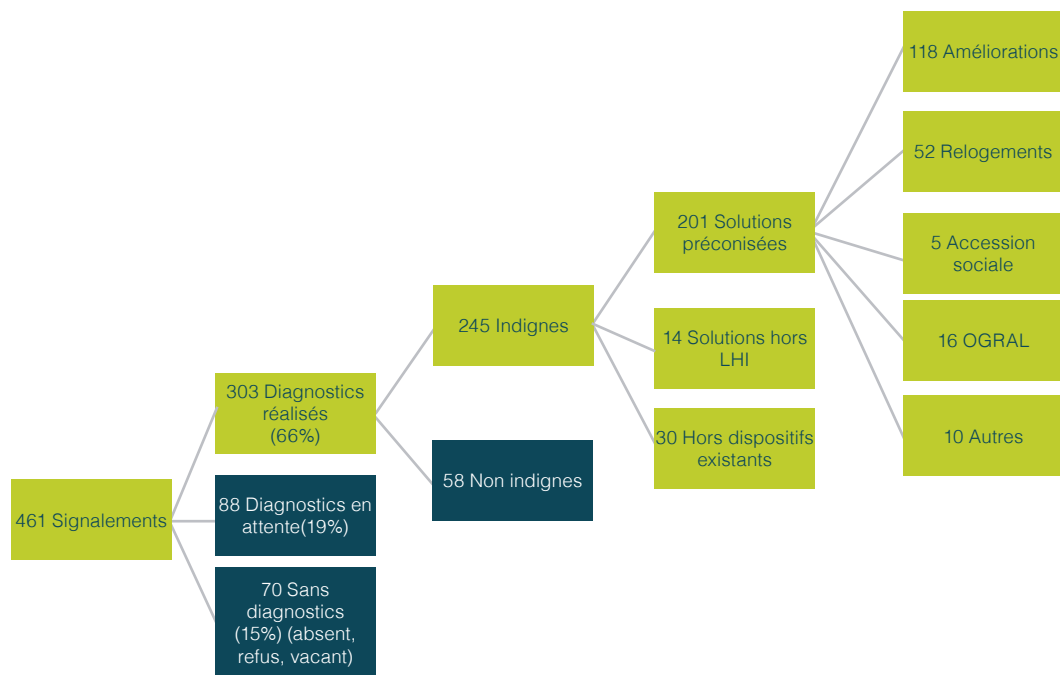 461 Signalements
303 Diagnostics
réalisés
(66%)
88 Diagnostics en
attente(19%)
70 Sans
diagnostics
(15%) (absent,
refus, vacant)
245 Indignes
58 Non indignes
201 Solutions
préconisées
14 Solutions hors
LHI
30 Hors dispositifs
existants
118 Améliorations
52 Relogements
5 Accession
sociale
16 OGRAL
10 Autres